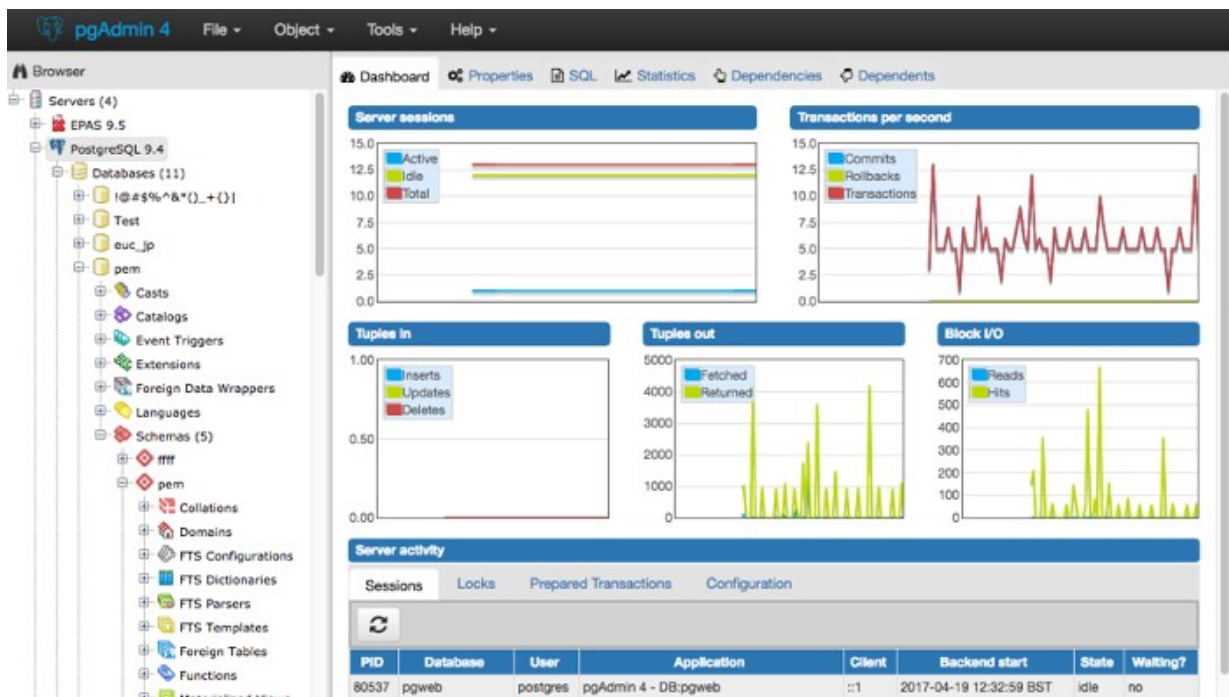 pgAdmin 4 File Object Tools Help
Browser
Servers (4)
EPAS 9.5
PostgreSQL 9.4
Databases (11)
!@#$%^&*()_+{}|
Test
euc_jp
pem
Casts
Catalogs
Event Triggers
Extensions
Foreign Data Wrappers
Languages
Schemas (5)
ffff
pem
Collations
Domains
FTS Configurations
FTS Dictionaries
FTS Parsers
FTS Templates
Foreign Tables
Functions
Materialized Views
Dashboard Properties SQL Statistics Dependencies Dependents
Server sessions
15.0
12.5
10.0
7.5
5.0
2.5
0.0
Active
Idle
Total
Transactions per second
15.0
12.5
10.0
7.5
5.0
2.5
0.0
Commits
Rollbacks
Transactions
Tuples in
1.00
0.50
0.00
Inserts
Updates
Deletes
Tuples out
5000
4000
3000
2000
1000
0
Fetched
Returned
Block I/O
700
600
500
400
300
200
100
0
Reads
Hits
Server activity
Sessions Locks Prepared Transactions Configuration
PID Database User Application Client Backend start State Waiting?
80537 pgweb postgres pgAdmin 4 - DB:pgweb ::1 2017-04-19 12:32:59 BST idle no